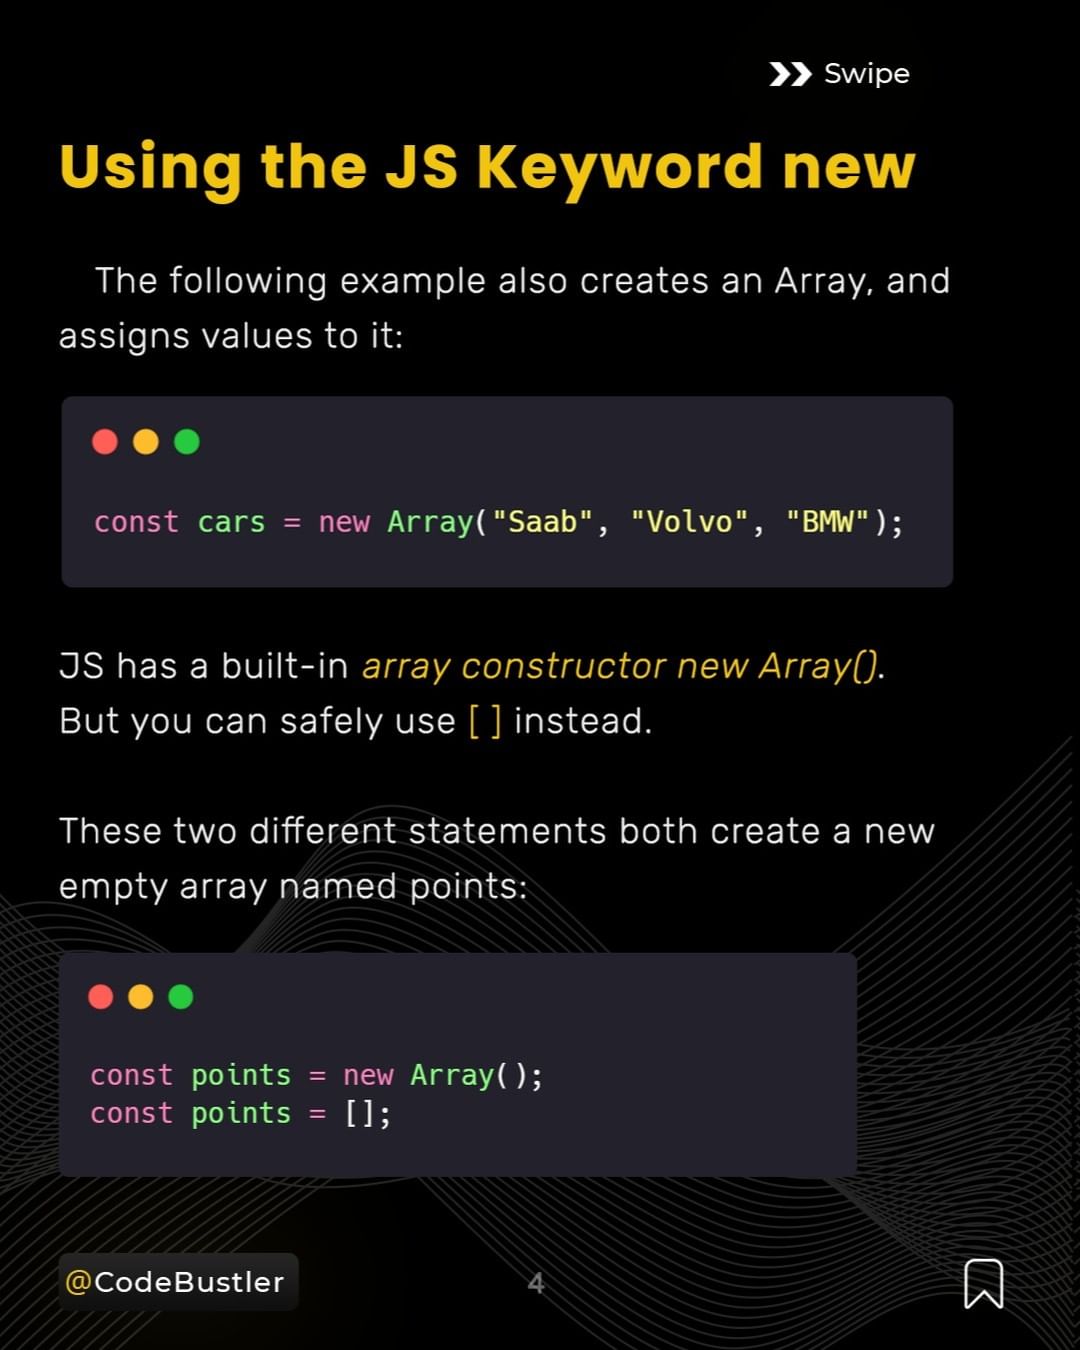 Swipe
Using the JS Keyword new
The following example also creates an Array, and
assigns values to it:
const cars = new Array("Saab", "Volvo", "BMW");
JS has a built-in array constructor new Array().
But you can safely use [ ] instead.
These two different statements both create a new
empty array named points:
const points = new Array();
const points = [];
@CodeBustler
4